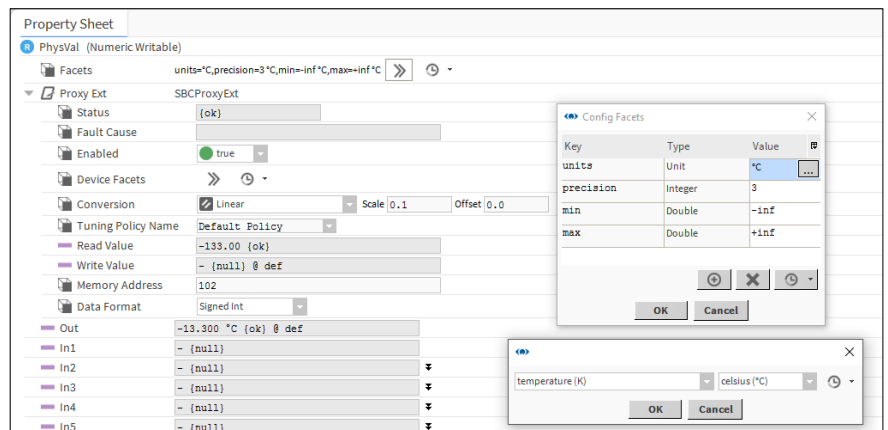 Property Sheet
R PhysVal (Numeric Writable)
Facets units=°C,precision=3 °C,min=-inf °C,max=+inf °C
Proxy Ext SBCProxyExt
Status {ok}
Fault Cause
Enabled true
Device Facets
Conversion Linear Scale 0.1 Offset 0.0
Tuning Policy Name Default Policy
Read Value -133.00 {ok}
Write Value - {null} @ def
Memory Address 102
Data Format Signed Int
Out -13.300 °C {ok} @ def
In1 - {null}
In2 - {null}
In3 - {null}
In4 - {null}
In5 - {null}
Config Facets
Key Type Value
units Unit °C ...
precision Integer 3
min Double -inf
max Double +inf
OK Cancel
temperature (K) celsius (°C)
OK Cancel